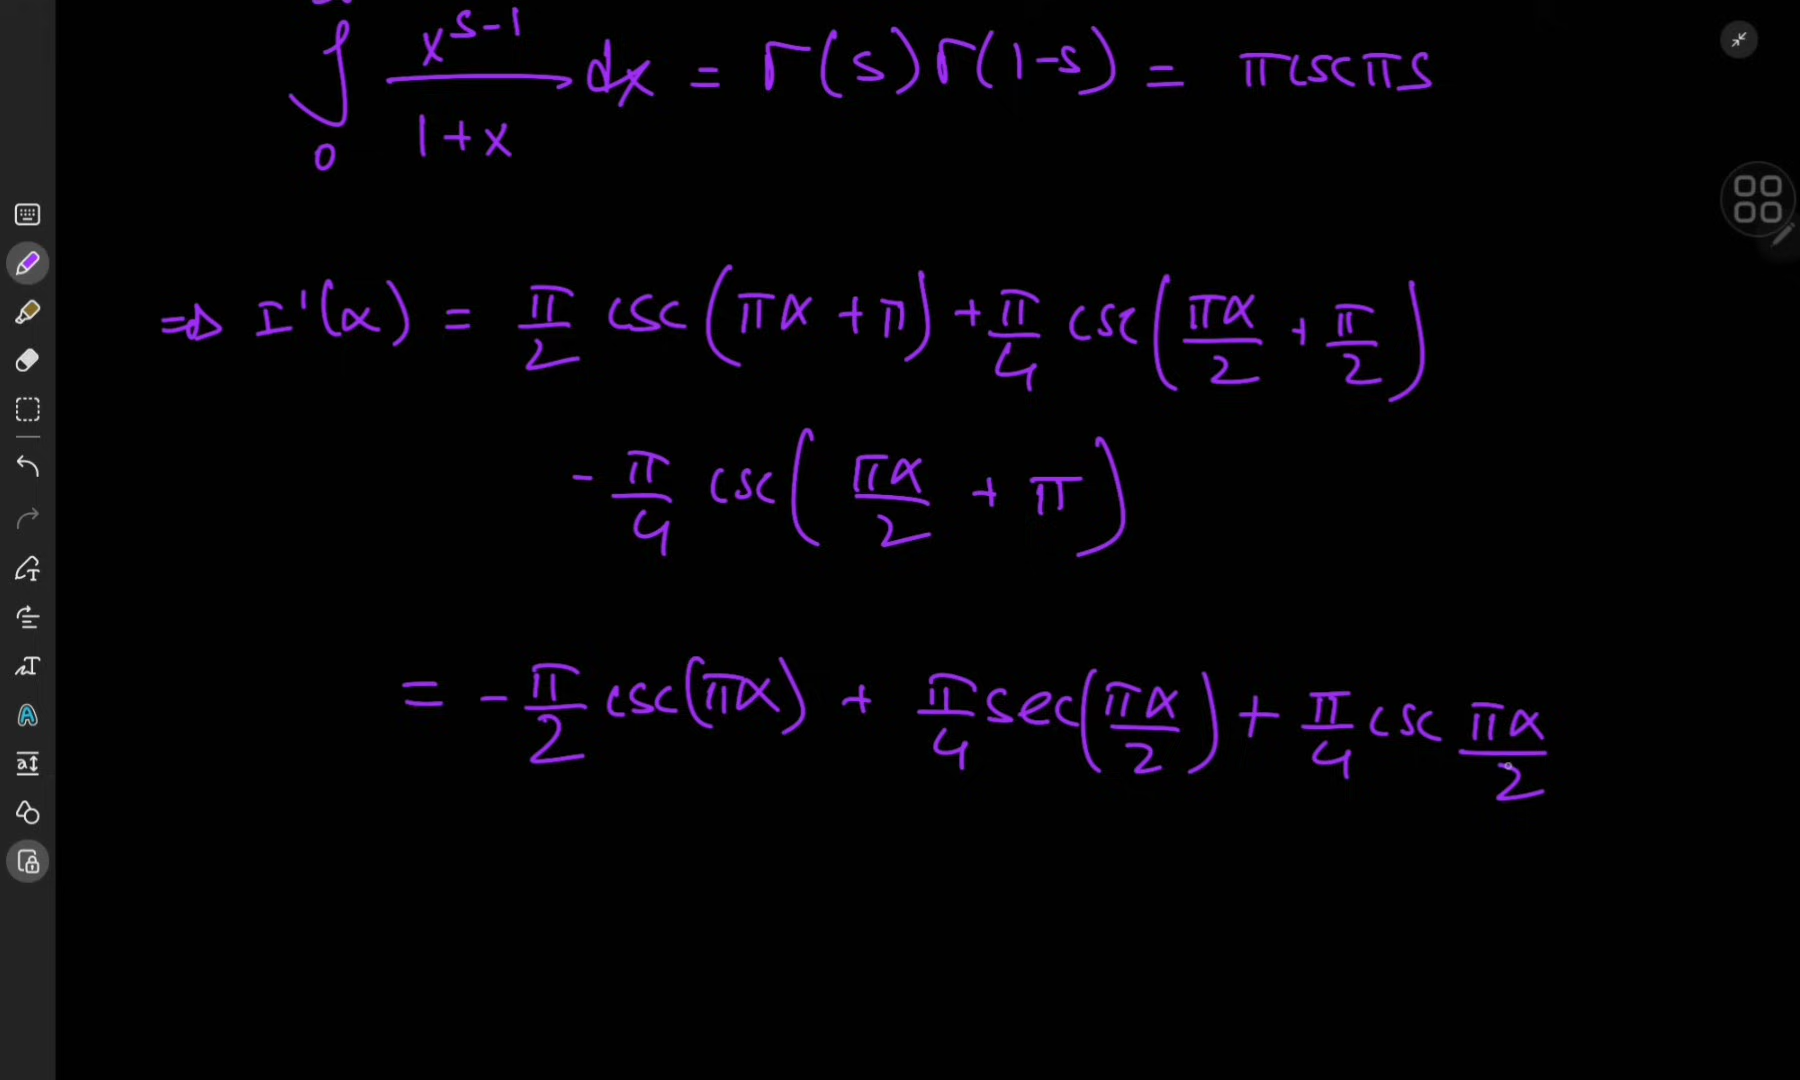 ∫₀ x^(s-1)/(1+x) dx = Γ(s)Γ(1-s) = π csc πs
⇒ I'(α) = π/2 csc(πα + π) + π/4 csc(πα/2 + π/2)
- π/4 csc(πα/2 + π)
= - π/2 csc(πα) + π/4 sec(πα/2) + π/4 csc πα/2